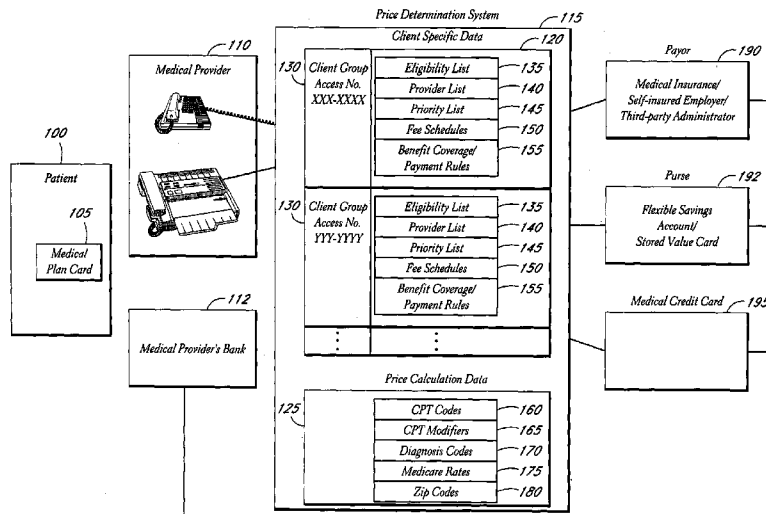 Price Determination System
115
Client Specific Data
120
110
Medical Provider
100
Patient
105
Medical
Plan Card
112
Medical Provider's Bank
130
Client Group
Access No.
XXX-XXXX
Eligibility List
135
Provider List
140
Priority List
145
Fee Schedules
150
Benefit Coverage/
Payment Rules
155
130
Client Group
Access No.
YYY-YYYY
Eligibility List
135
Provider List
140
Priority List
145
Fee Schedules
150
Benefit Coverage/
Payment Rules
155
Price Calculation Data
125
CPT Codes
160
CPT Modifiers
165
Diagnosis Codes
170
Medicare Rates
175
Zip Codes
180
Payor
190
Medical Insurance/
Self-insured Employer/
Third-party Administrator
Purse
192
Flexible Savings
Account/
Stored Value Card
Medical Credit Card
195